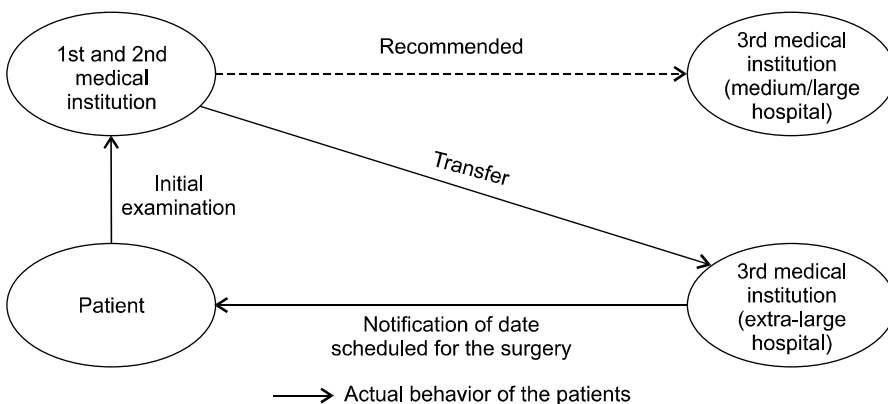 1st and 2nd
medical
institution
Recommended
3rd medical
institution
(medium/large
hospital)
Transfer
Initial
examination
Patient
Notification of date
scheduled for the surgery
3rd medical
institution
(extra-large
hospital)
Actual behavior of the patients